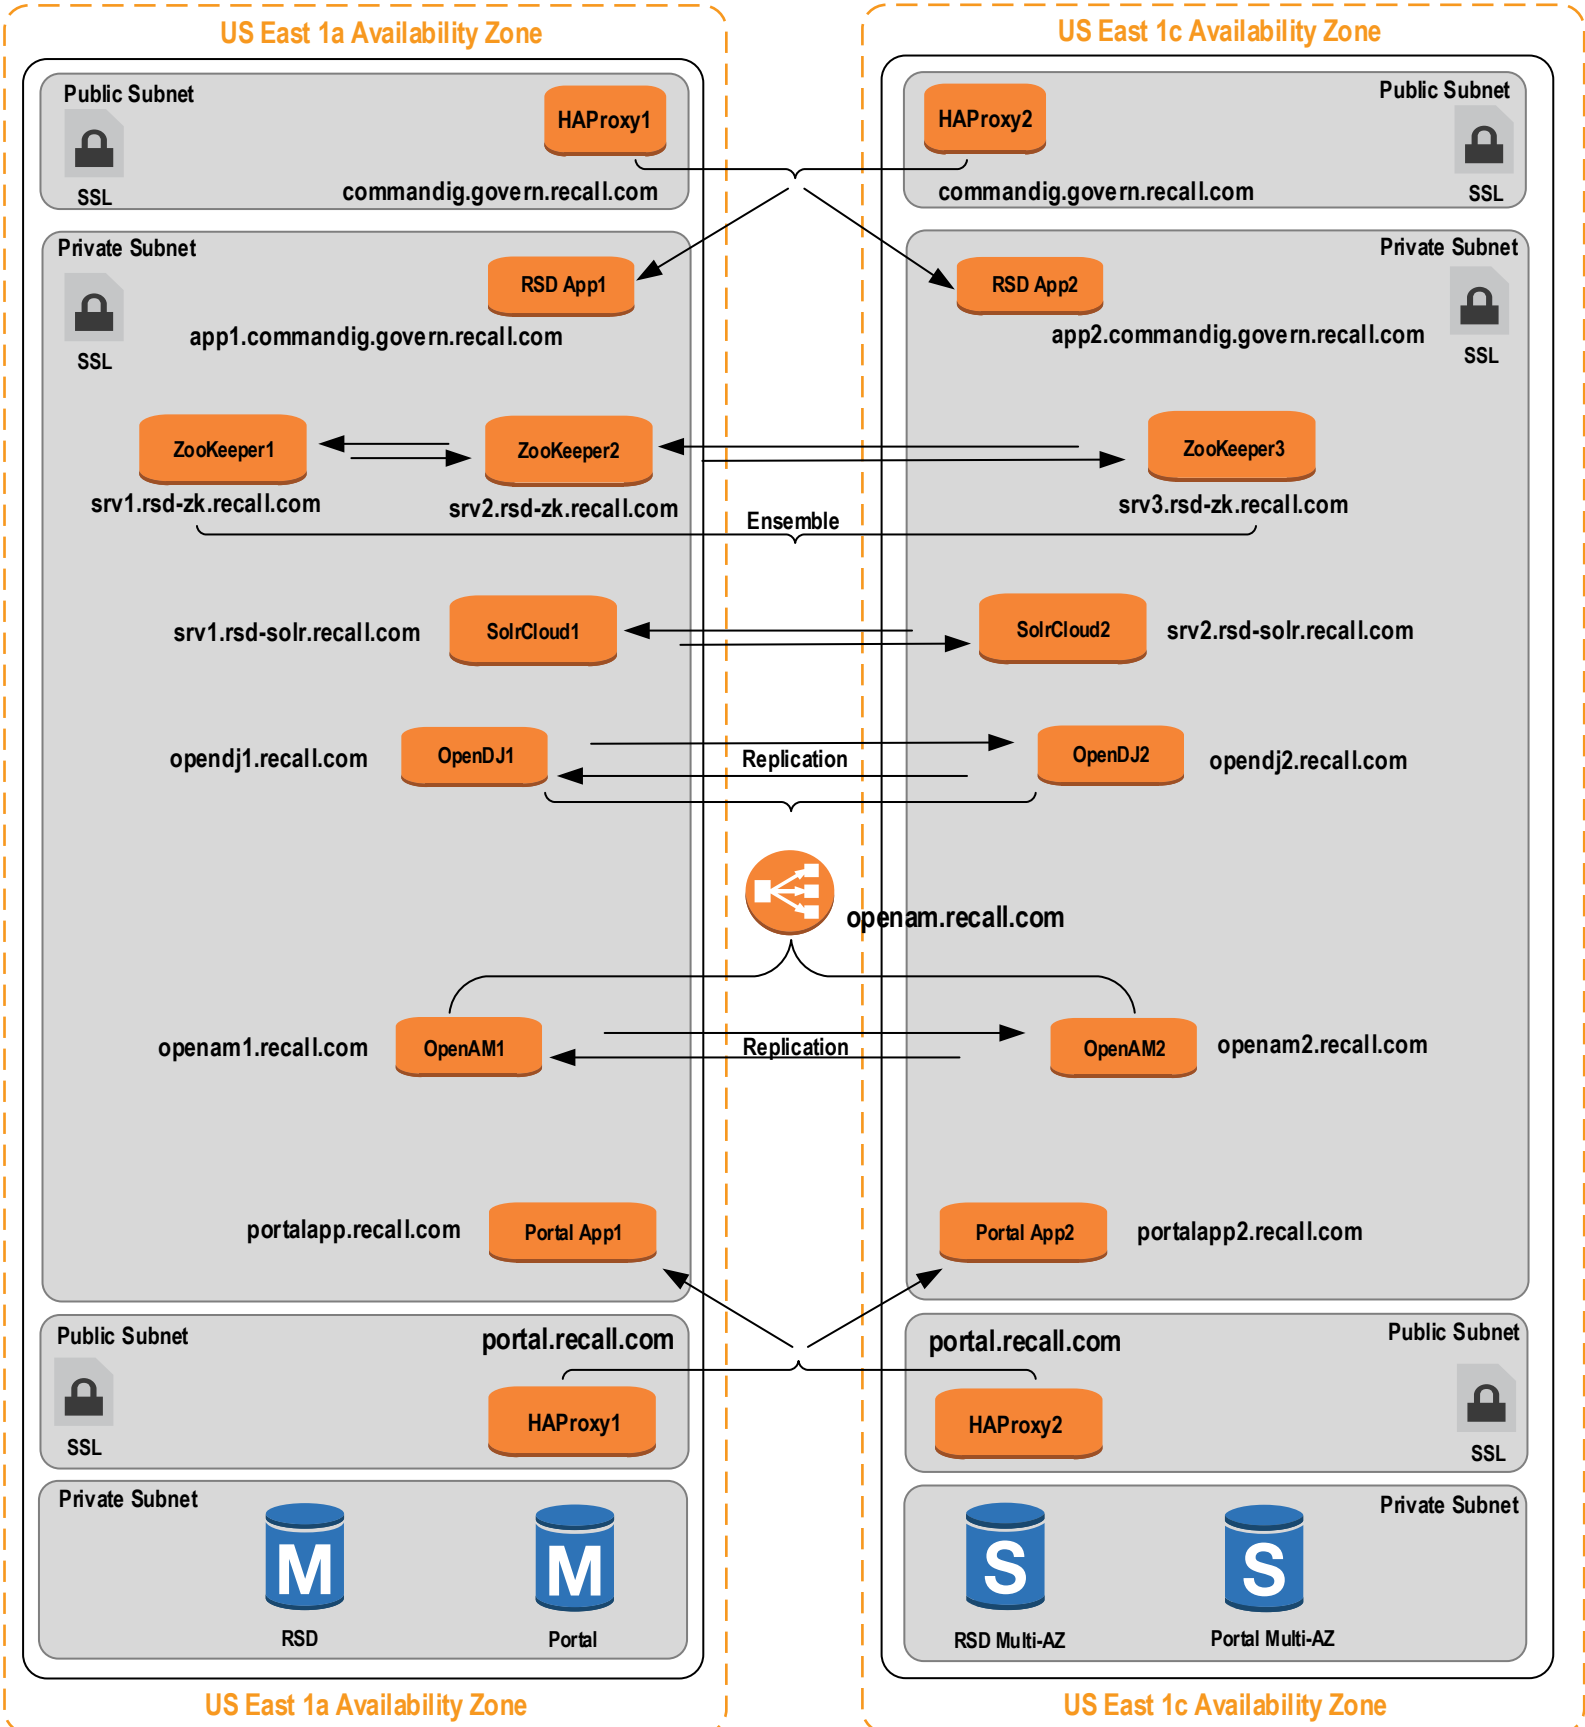 US East 1a Availability Zone
US East 1c Availability Zone
Public Subnet
HAProxy1
SSL
commandig.govern.recall.com
HAProxy2
Public Subnet
commandig.govern.recall.com
SSL
Private Subnet
SSL
RSD App1
app1.commandig.govern.recall.com
RSD App2
Private Subnet
app2.commandig.govern.recall.com
SSL
ZooKeeper1
ZooKeeper2
ZooKeeper3
srv1.rsd-zk.recall.com
srv2.rsd-zk.recall.com
srv3.rsd-zk.recall.com
Ensemble
srv1.rsd-solr.recall.com
SolrCloud1
SolrCloud2
srv2.rsd-solr.recall.com
opendj1.recall.com
OpenDJ1
Replication
OpenDJ2
opendj2.recall.com
openam.recall.com
openam1.recall.com
OpenAM1
Replication
OpenAM2
openam2.recall.com
portalapp.recall.com
Portal App1
Portal App2
portalapp2.recall.com
Public Subnet
portal.recall.com
SSL
HAProxy1
portal.recall.com
Public Subnet
HAProxy2
SSL
Private Subnet
M
M
RSD
Portal
Private Subnet
S
S
RSD Multi-AZ
Portal Multi-AZ
US East 1a Availability Zone
US East 1c Availability Zone